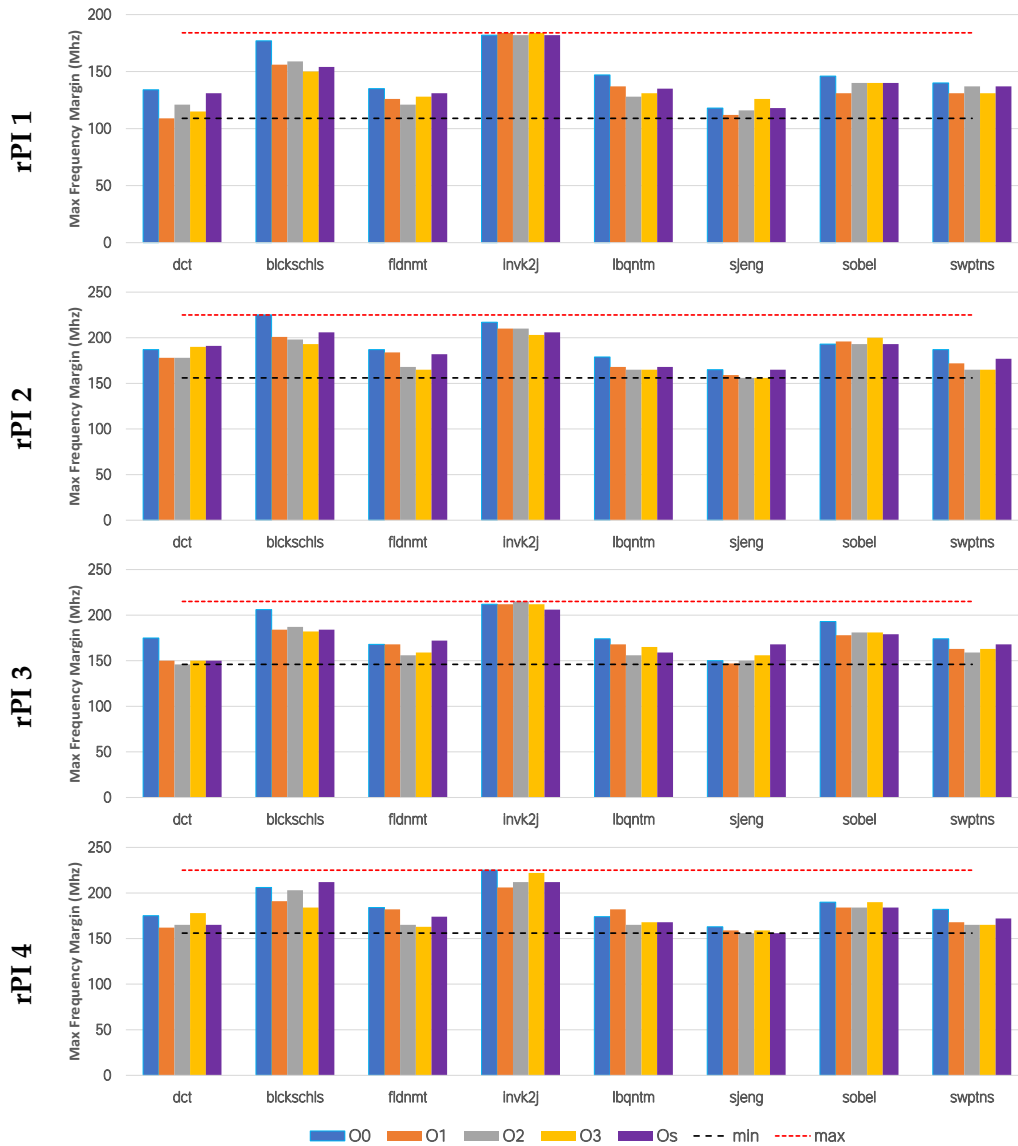 rPI 1
Max Frequency Margin (Mhz)
200
150
100
50
0
dct blckschls fldnmt invk2j lbqntm sjeng sobel swptns
rPI 2
Max Frequency Margin (Mhz)
250
200
150
100
50
0
dct blckschls fldnmt invk2j lbqntm sjeng sobel swptns
rPI 3
Max Frequency Margin (Mhz)
250
200
150
100
50
0
dct blckschls fldnmt invk2j lbqntm sjeng sobel swptns
rPI 4
Max Frequency Margin (Mhz)
250
200
150
100
50
0
dct blckschls fldnmt invk2j lbqntm sjeng sobel swptns
O0 O1 O2 O3 Os min max